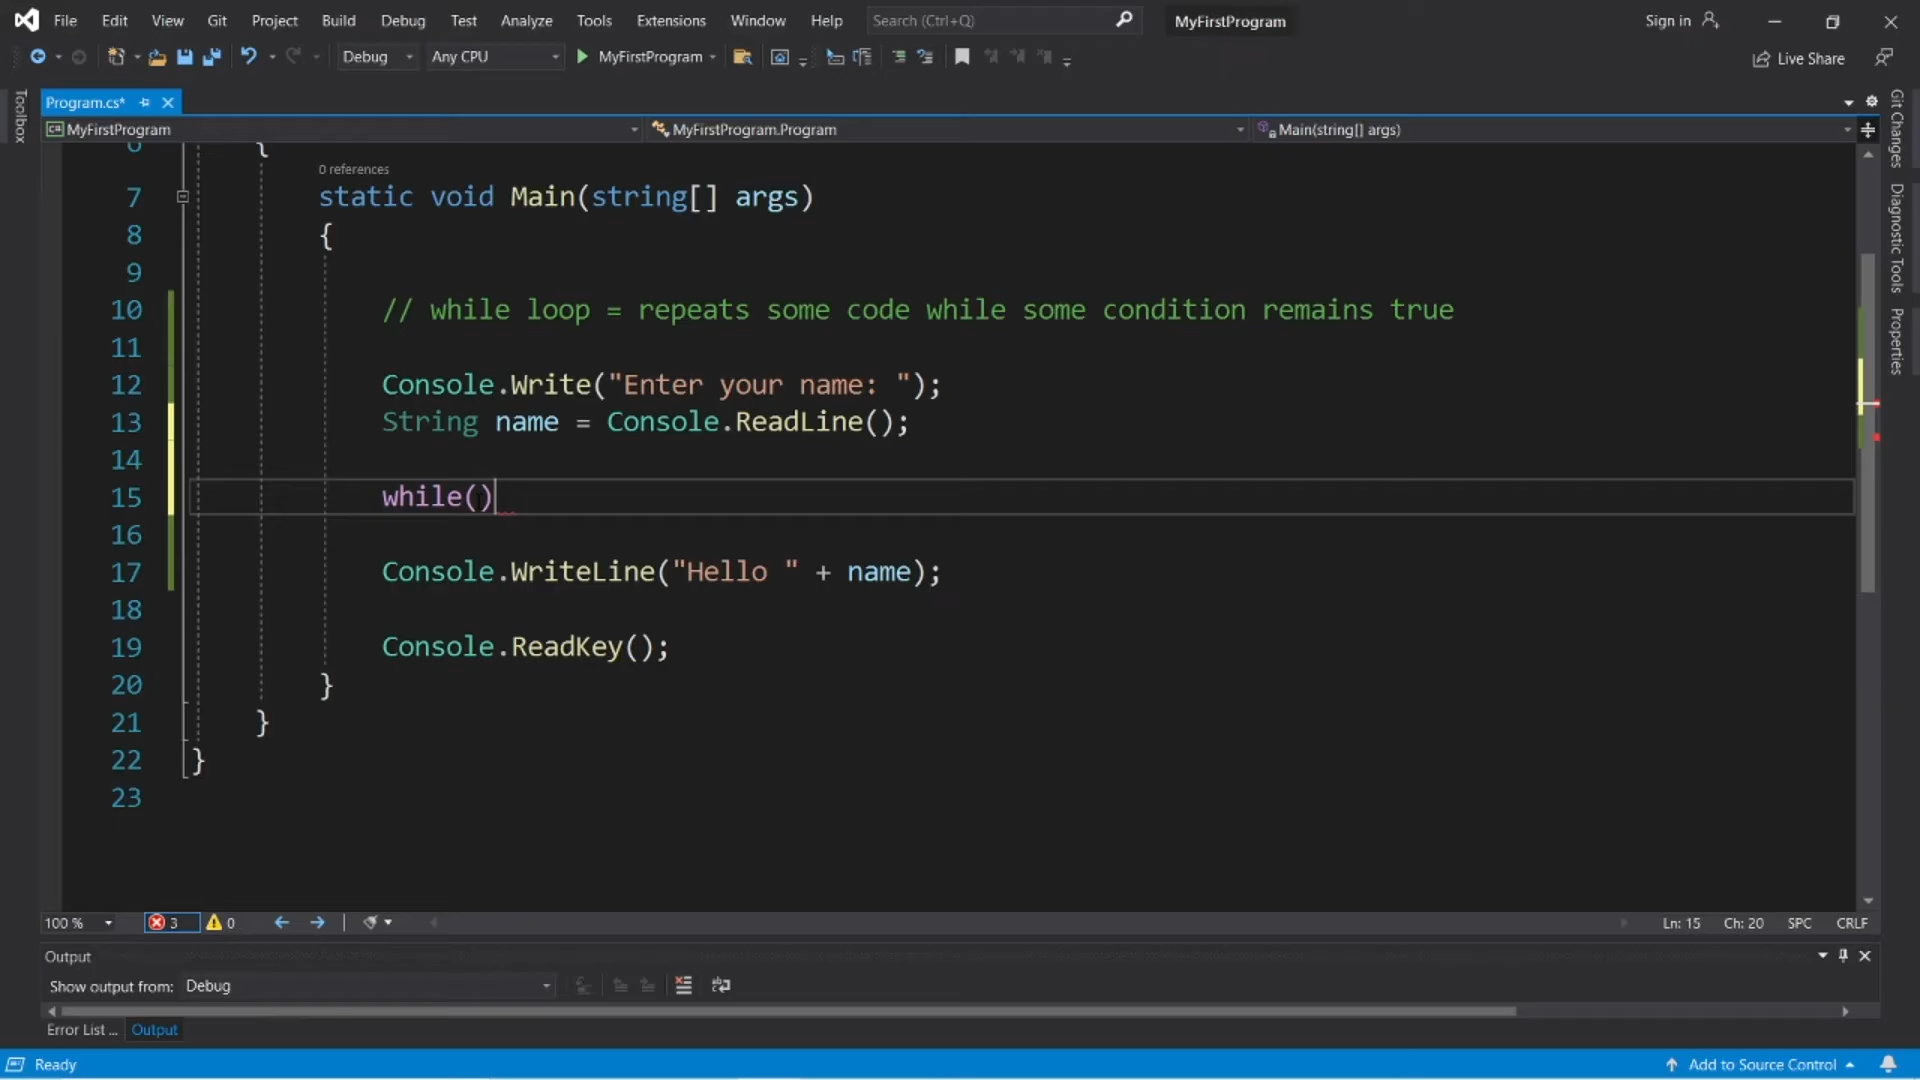 File Edit View Git Project Build Debug Test Analyze Tools Extensions Window Help Search (Ctrl+Q) MyFirstProgram Sign in
Debug Any CPU MyFirstProgram Live Share
Toolbox
Program.cs*
MyFirstProgram MyFirstProgram.Program Main(string[] args)
6 {
0 references
7 static void Main(string[] args)
8 {
9
10 // while loop = repeats some code while some condition remains true
11
12 Console.Write("Enter your name: ");
13 String name = Console.ReadLine();
14
15 while()
16
17 Console.WriteLine("Hello " + name);
18
19 Console.ReadKey();
20 }
21 }
22 }
23
Git Changes
Diagnostic Tools
Properties
100 % 3 0 Ln: 15 Ch: 20 SPC CRLF
Output
Show output from: Debug
Error List ... Output
Ready Add to Source Control